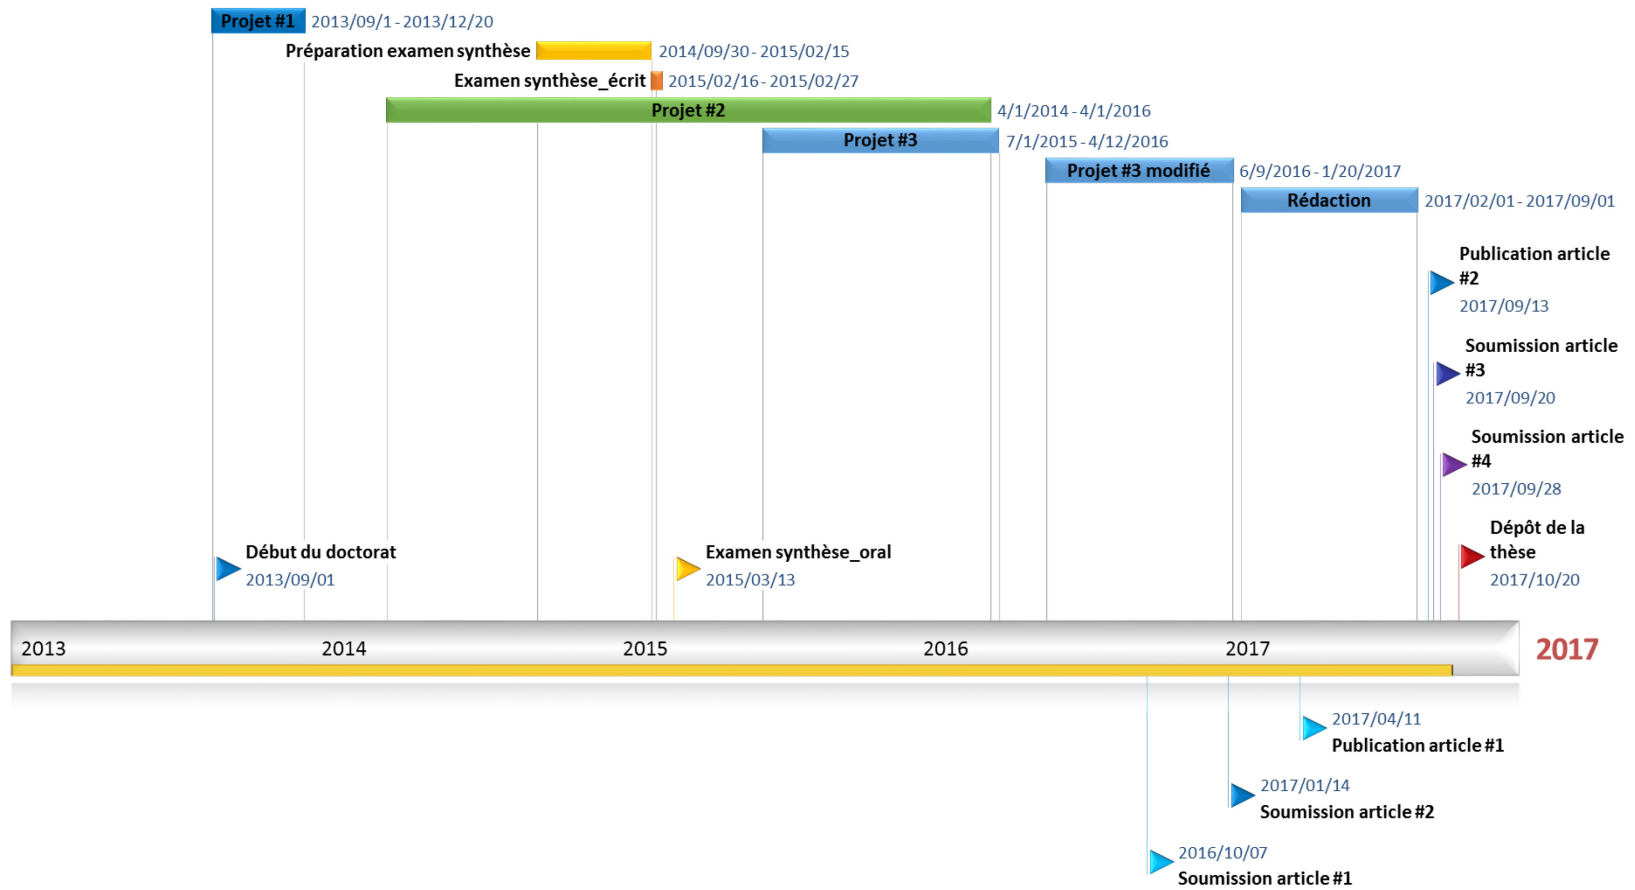 Projet #1 2013/09/1 - 2013/12/20
Préparation examen synthèse 2014/09/30 - 2015/02/15
Examen synthèse_écrit 2015/02/16 - 2015/02/27
Projet #2 4/1/2014 - 4/1/2016
Projet #3 7/1/2015 - 4/12/2016
Projet #3 modifié 6/9/2016 - 1/20/2017
Rédaction 2017/02/01 - 2017/09/01
Publication article
#2
2017/09/13
Soumission article
#3
2017/09/20
Soumission article
#4
2017/09/28
Début du doctorat
2013/09/01
Examen synthèse_oral
2015/03/13
Dépôt de la
thèse
2017/10/20
2013 2014 2015 2016 2017 2017
2017/04/11
Publication article #1
2017/01/14
Soumission article #2
2016/10/07
Soumission article #1